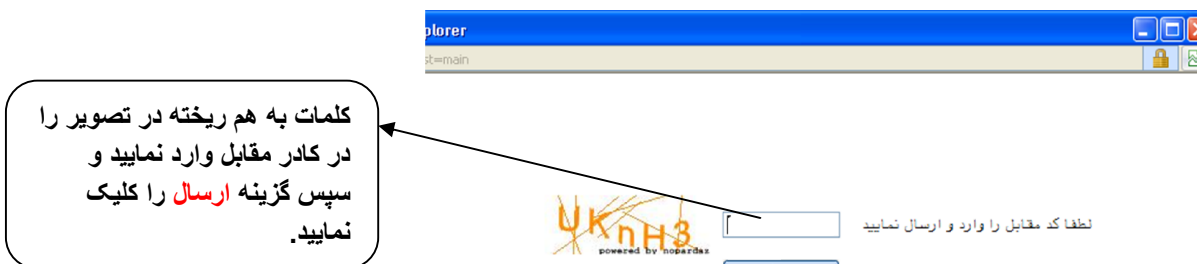 plorer
st=main
کلمات به هم ریخته در تصویر را
در کادر مقابل وارد نمایید و
سپس گزینه ارسال را کلیک
نمایید.
لطفا کد مقابل را وارد و ارسال نمایید
UKnH3
powered by nopardaz